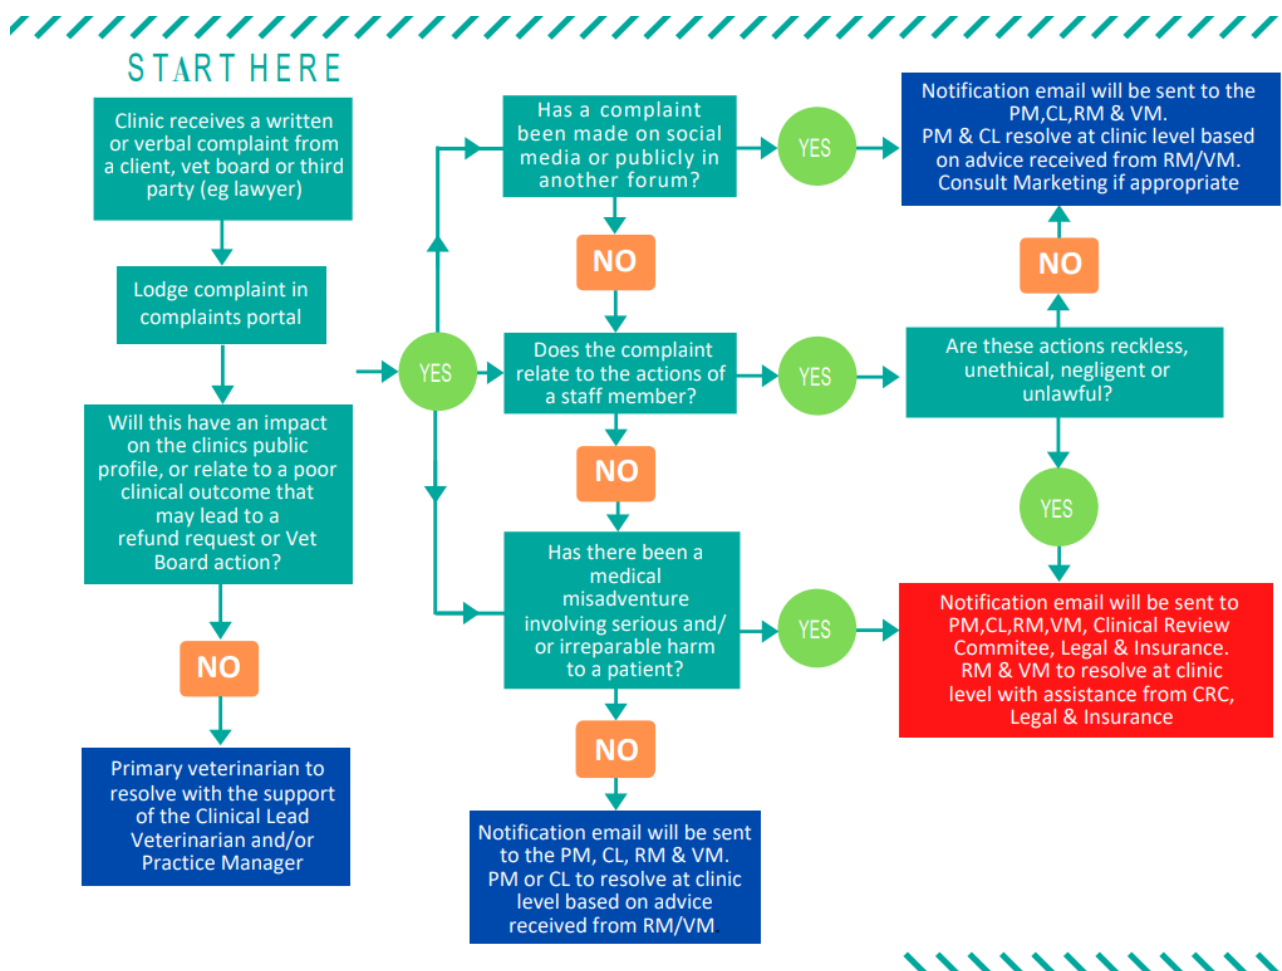 START HERE
Clinic receives a written
or verbal complaint from
a client, vet board or third
party (eg lawyer)
Lodge complaint in
complaints portal
Will this have an impact
on the clinics public
profile, or relate to a poor
clinical outcome that
may lead to a
refund request or Vet
Board action?
NO
Primary veterinarian to
resolve with the support
of the Clinical Lead
Veterinarian and/or
Practice Manager
YES
Has a complaint
been made on social
media or publicly in
another forum?
YES
Notification email will be sent to the
PM,CL,RM & VM.
PM & CL resolve at clinic level based
on advice received from RM/VM.
Consult Marketing if appropriate
NO
Does the complaint
relate to the actions of
a staff member?
YES
Are these actions reckless,
unethical, negligent or
unlawful?
NO
YES
NO
Has there been a
medical
misadventure
involving serious and/
or irreparable harm
to a patient?
YES
Notification email will be sent to
PM,CL,RM,VM, Clinical Review
Commitee, Legal & Insurance.
RM & VM to resolve at clinic
level with assistance from CRC,
Legal & Insurance
NO
Notification email will be sent
to the PM, CL, RM & VM.
PM or CL to resolve at clinic
level based on advice
received from RM/VM.